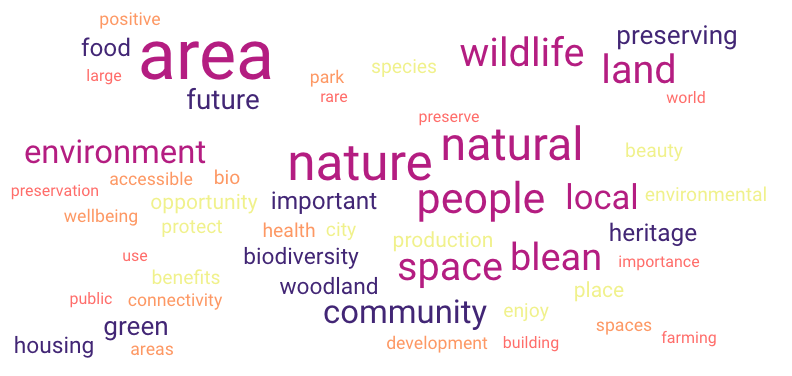 positive
food
area
wildlife
preserving
large
park
species
land
future
rare
world
preserve
environment
nature
natural
beauty
preservation
accessible
bio
people
local
environmental
wellbeing
opportunity
important
protect
health
city
production
heritage
use
biodiversity
space
blean
importance
benefits
woodland
place
public
connectivity
community
enjoy
green
spaces
housing
areas
development
building
farming